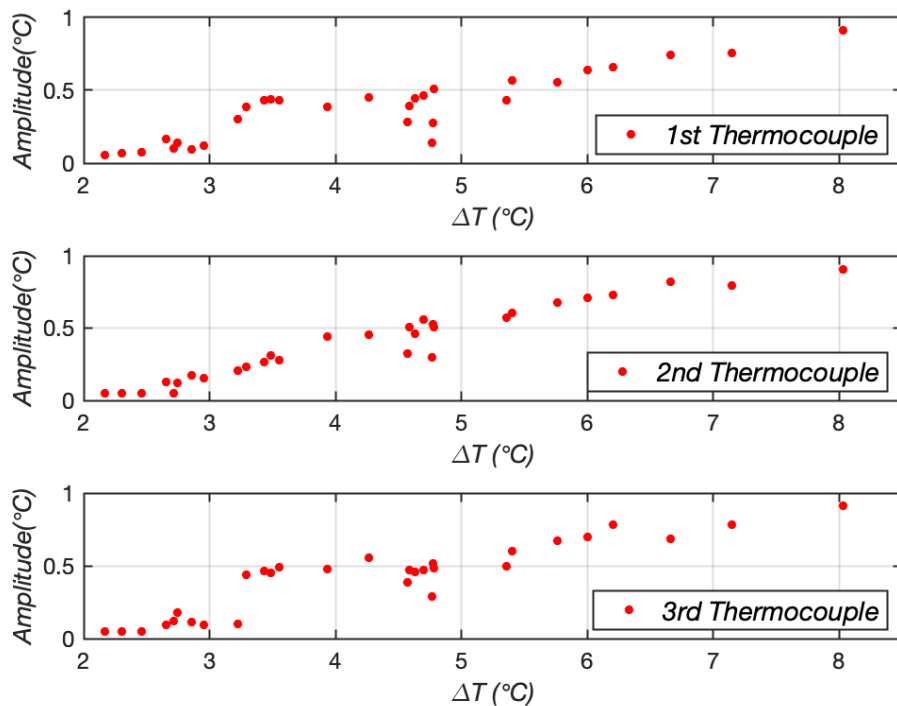 1
0.5
0
Amplitude(°C)
1st Thermocouple
2 3 4 5 6 7 8
ΔT (°C)
1
0.5
0
Amplitude(°C)
2nd Thermocouple
2 3 4 5 6 7 8
ΔT (°C)
1
0.5
0
Amplitude(°C)
3rd Thermocouple
2 3 4 5 6 7 8
ΔT (°C)